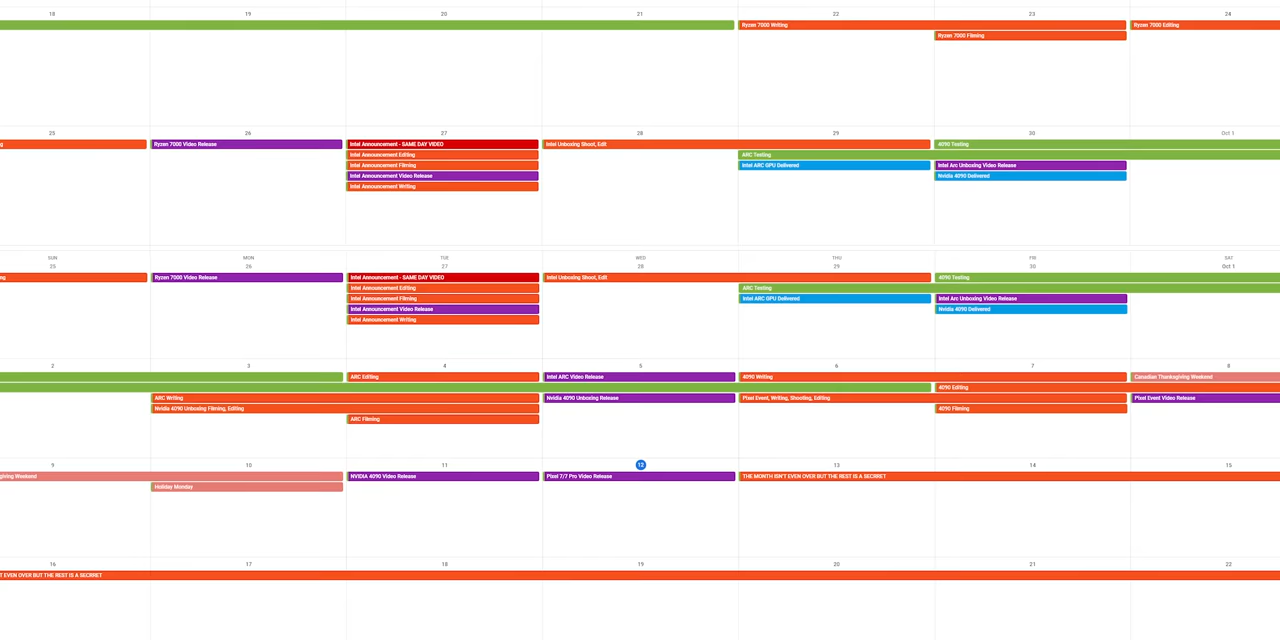 18 19 20 21 22 23 24
Ryzen 7000 Writing Ryzen 7000 Editing
Ryzen 7000 Filming
25 26 27 28 29 30 Oct 1
g Ryzen 7000 Video Release Intel Announcement - SAME DAY VIDEO Intel Unboxing Shoot, Edit 4090 Testing
Intel Announcement Editing ARC Testing
Intel Announcement Filming Intel ARC GPU Delivered Intel Arc Unboxing Video Release
Intel Announcement Video Release Nvidia 4090 Delivered
Intel Announcement Writing
SUN MON TUE WED THU FRI SAT
25 26 27 28 29 30 Oct 1
ng Ryzen 7000 Video Release Intel Announcement - SAME DAY VIDEO Intel Unboxing Shoot, Edit 4090 Testing
Intel Announcement Editing ARC Testing
Intel Announcement Filming Intel ARC GPU Delivered Intel Arc Unboxing Video Release
Intel Announcement Video Release Nvidia 4090 Delivered
Intel Announcement Writing
2 3 4 5 6 7 8
ARC Editing Intel ARC Video Release 4090 Writing Canadian Thanksgiving Weekend
4090 Editing
ARC Writing Nvidia 4090 Unboxing Release Pixel Event, Writing, Shooting, Editing Pixel Event Video Release
Nvidia 4090 Unboxing Filming, Editing 4090 Filming
ARC Filming
9 10 11 12 13 14 15
giving Weekend NVIDIA 4090 Video Release Pixel 7/7 Pro Video Release THE MONTH ISN'T EVEN OVER BUT THE REST IS A SECRRET
Holiday Monday
16 17 18 19 20 21 22
T EVEN OVER BUT THE REST IS A SECRRET